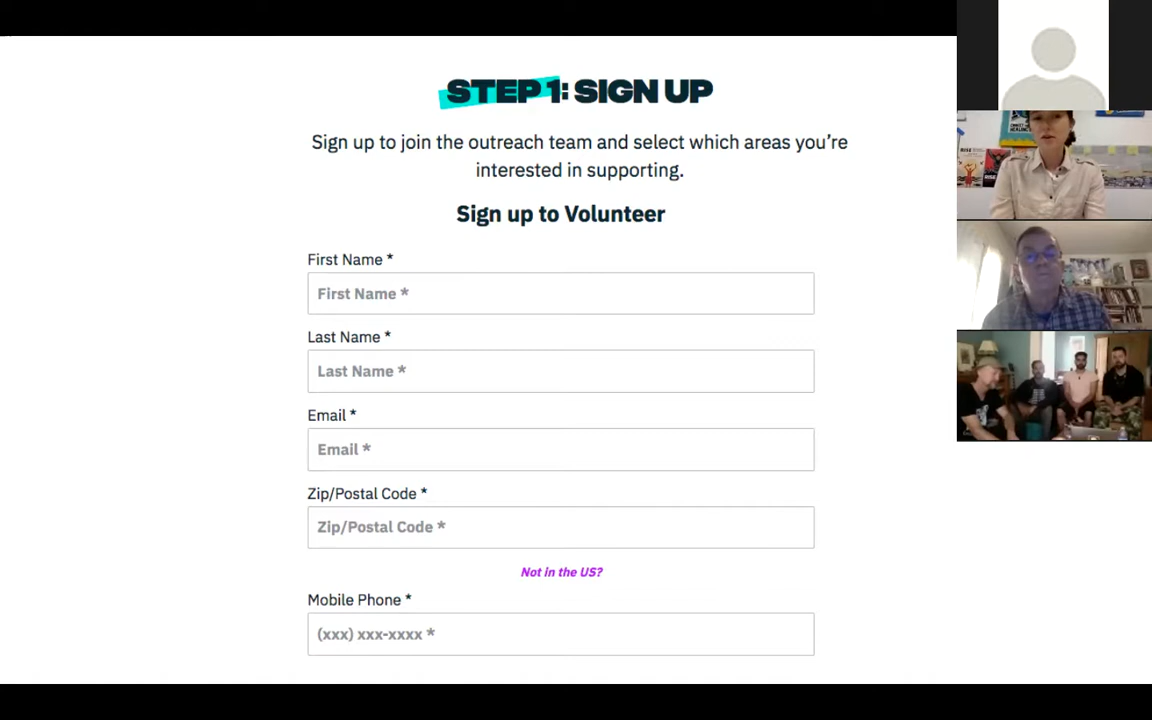 STEP 1: SIGN UP
Sign up to join the outreach team and select which areas you're
interested in supporting.
Sign up to Volunteer
First Name *
First Name *
Last Name *
Last Name *
Email *
Email *
Zip/Postal Code *
Zip/Postal Code *
Not in the US?
Mobile Phone *
(xxx) xxx-xxxx *
RISE
RISE